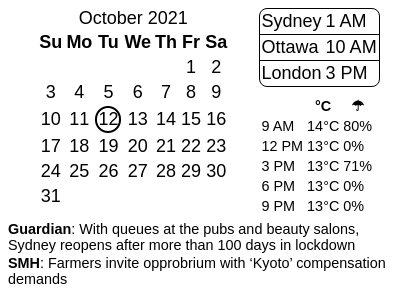 October 2021
Su Mo Tu We Th Fr Sa
1 2
3 4 5 6 7 8 9
10 11 12 13 14 15 16
17 18 19 20 21 22 23
24 25 26 27 28 29 30
31
Sydney 1 AM
Ottawa 10 AM
London 3 PM
°C ☂
9 AM 14°C 80%
12 PM 13°C 0%
3 PM 13°C 71%
6 PM 13°C 0%
9 PM 13°C 0%
Guardian: With queues at the pubs and beauty salons,
Sydney reopens after more than 100 days in lockdown
SMH: Farmers invite opprobrium with ‘Kyoto’ compensation
demands